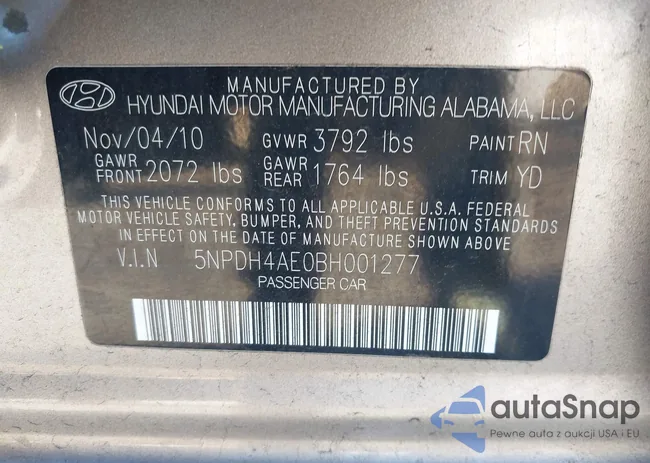 MANUFACTURED BY
HYUNDAI MOTOR MANUFACTURING ALABAMA, LLC
Nov/04/10 GVWR 3792 lbs PAINT RN
GAWR FRONT 2072 lbs GAWR REAR 1764 lbs TRIM YD
THIS VEHICLE CONFORMS TO ALL APPLICABLE U.S.A. FEDERAL
MOTOR VEHICLE SAFETY, BUMPER, AND THEFT PREVENTION STANDARDS
IN EFFECT ON THE DATE OF MANUFACTURE SHOWN ABOVE
V.I.N 5NPDH4AE0BH001277
PASSENGER CAR
autaSnap
Pewne auta z aukcji USA i EU